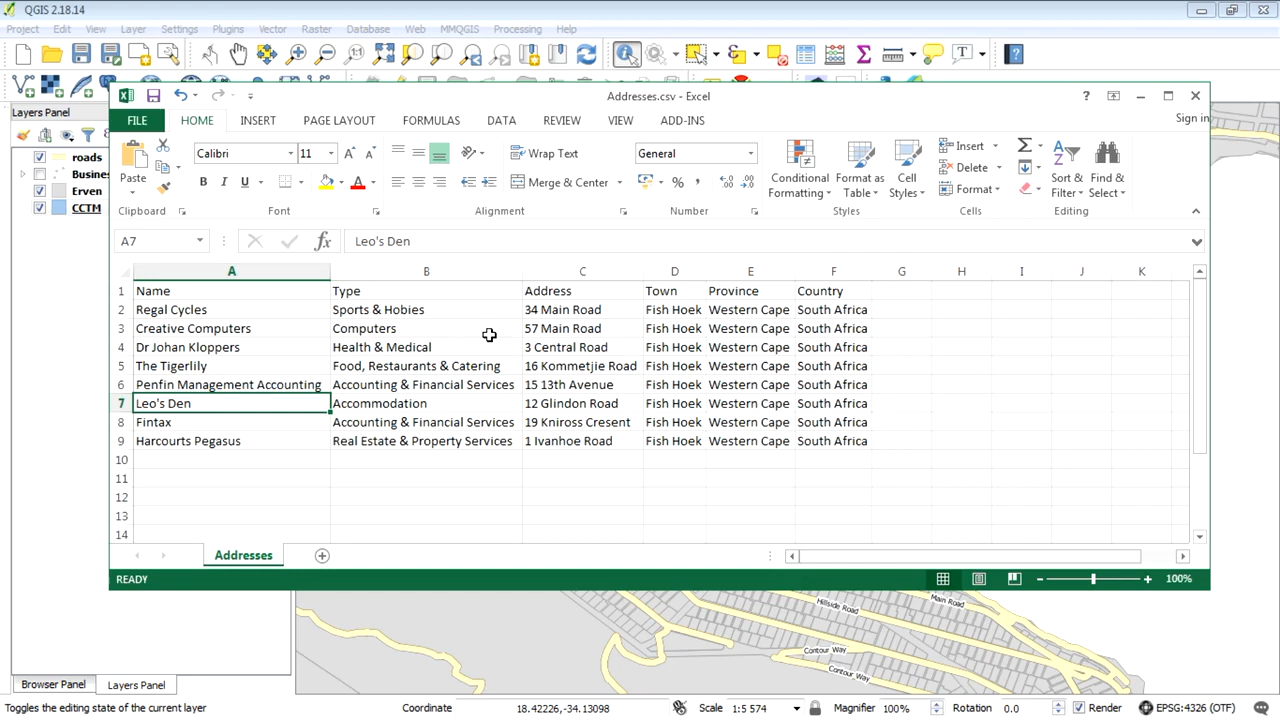 QGIS 2.18.14
Project Edit View Layer Settings Plugins Vector Raster Database Web MMQGIS Processing Help
Layers Panel
roads
Busines
Erven
CCTM
Addresses.csv - Excel
Sign in
FILE HOME INSERT PAGE LAYOUT FORMULAS DATA REVIEW VIEW ADD-INS
Paste
Calibri 11
B I U
Wrap Text
Merge & Center
General
Conditional Formatting
Format as Table
Cell Styles
Insert
Delete
Format
Sort & Filter
Find & Select
Clipboard Font Alignment Number Styles Cells Editing
A7 fx Leo's Den
A B C D E F G H I J K
1 Name Type Address Town Province Country
2 Regal Cycles Sports & Hobies 34 Main Road Fish Hoek Western Cape South Africa
3 Creative Computers Computers 57 Main Road Fish Hoek Western Cape South Africa
4 Dr Johan Kloppers Health & Medical 3 Central Road Fish Hoek Western Cape South Africa
5 The Tigerlily Food, Restaurants & Catering 16 Kommetjie Road Fish Hoek Western Cape South Africa
6 Penfin Management Accounting Accounting & Financial Services 15 13th Avenue Fish Hoek Western Cape South Africa
7 Leo's Den Accommodation 12 Glindon Road Fish Hoek Western Cape South Africa
8 Fintax Accounting & Financial Services 19 Kniross Cresent Fish Hoek Western Cape South Africa
9 Harcourts Pegasus Real Estate & Property Services 1 Ivanhoe Road Fish Hoek Western Cape South Africa
10
11
12
13
14
Addresses
READY 100%
Hillside Road
Main Road
Contour Way
Contour Way
Browser Panel Layers Panel
Toggles the editing state of the current layer Coordinate 18.42226,-34.13098 Scale 1:5 574 Magnifier 100% Rotation 0.0 Render EPSG:4326 (OTF)